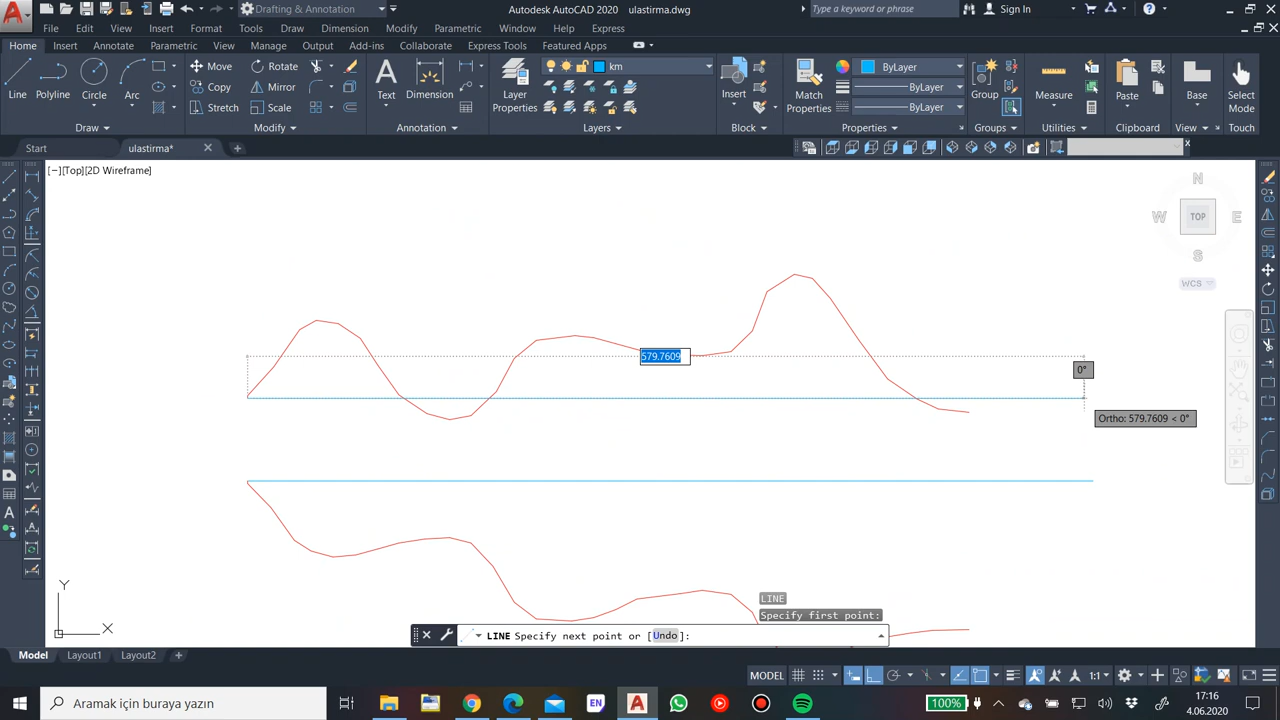 Drafting & Annotation
Autodesk AutoCAD 2020 ulastirma.dwg
Type a keyword or phrase
Sign In
File Edit View Insert Format Tools Draw Dimension Modify Parametric Window Help Express
Home Insert Annotate Parametric View Manage Output Add-ins Collaborate Express Tools Featured Apps
Line Polyline Circle Arc
Move Rotate
Copy Mirror
Stretch Scale
Text Dimension
Layer Properties
km
Insert
Match Properties
ByLayer
ByLayer
ByLayer
Group
Measure
Paste
Base
Select Mode
Draw Modify Annotation Layers Block Properties Groups Utilities Clipboard View Touch
Start ulastirma*
[−][Top][2D Wireframe]
N
W TOP E
S
WCS
579.7609
0°
Ortho: 579.7609 < 0°
Y
X
LINE
Specify first point:
LINE Specify next point or [Undo]:
Model Layout1 Layout2
MODEL
1:1
Aramak için buraya yazın
EN
100%
17:16
4.06.2020